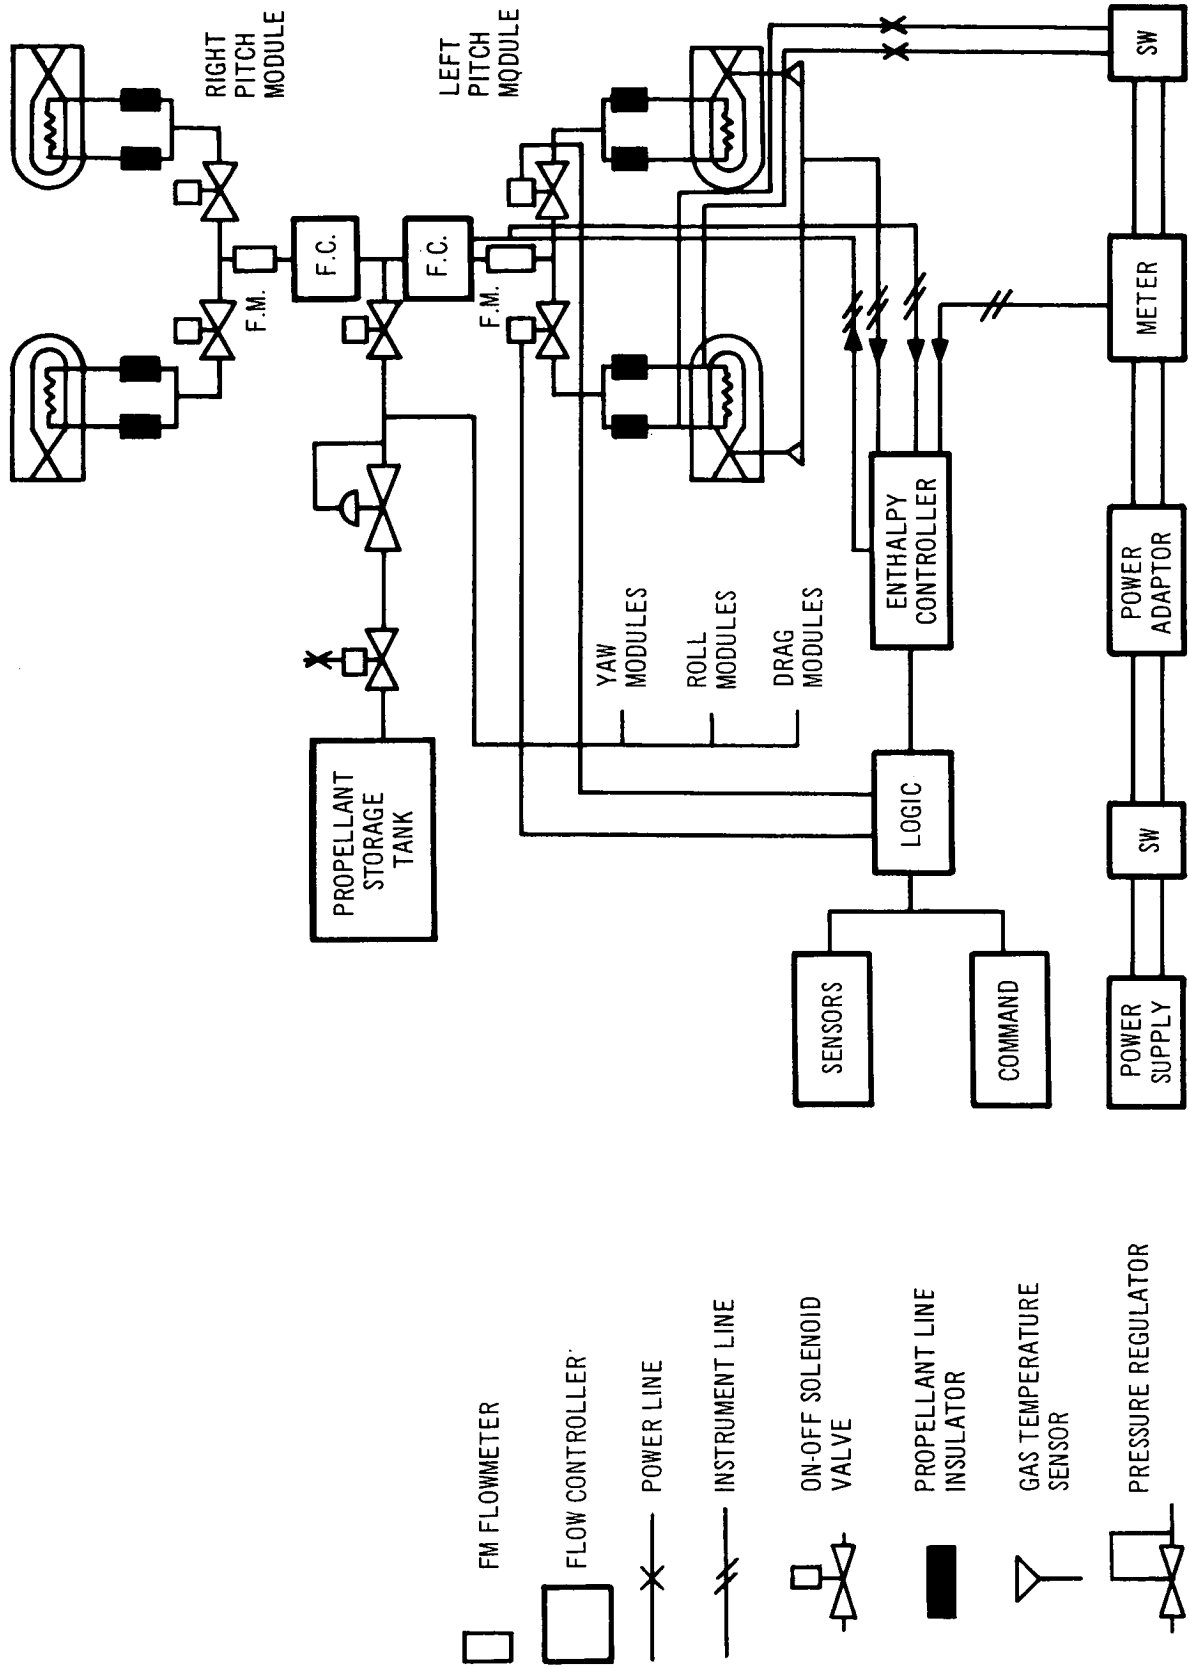 RIGHT
PITCH
MODULE
LEFT
PITCH
MODULE
F.M.
F.C.
F.C.
F.M.
PROPELLANT
STORAGE
TANK
YAW
MODULES
ROLL
MODULES
DRAG
MODULES
SENSORS
COMMAND
LOGIC
ENTHALPY
CONTROLLER
POWER
SUPPLY
SW
POWER
ADAPTOR
METER
SW
FM FLOWMETER
FLOW CONTROLLER
POWER LINE
INSTRUMENT LINE
ON-OFF SOLENOID
VALVE
PROPELLANT LINE
INSULATOR
GAS TEMPERATURE
SENSOR
PRESSURE REGULATOR